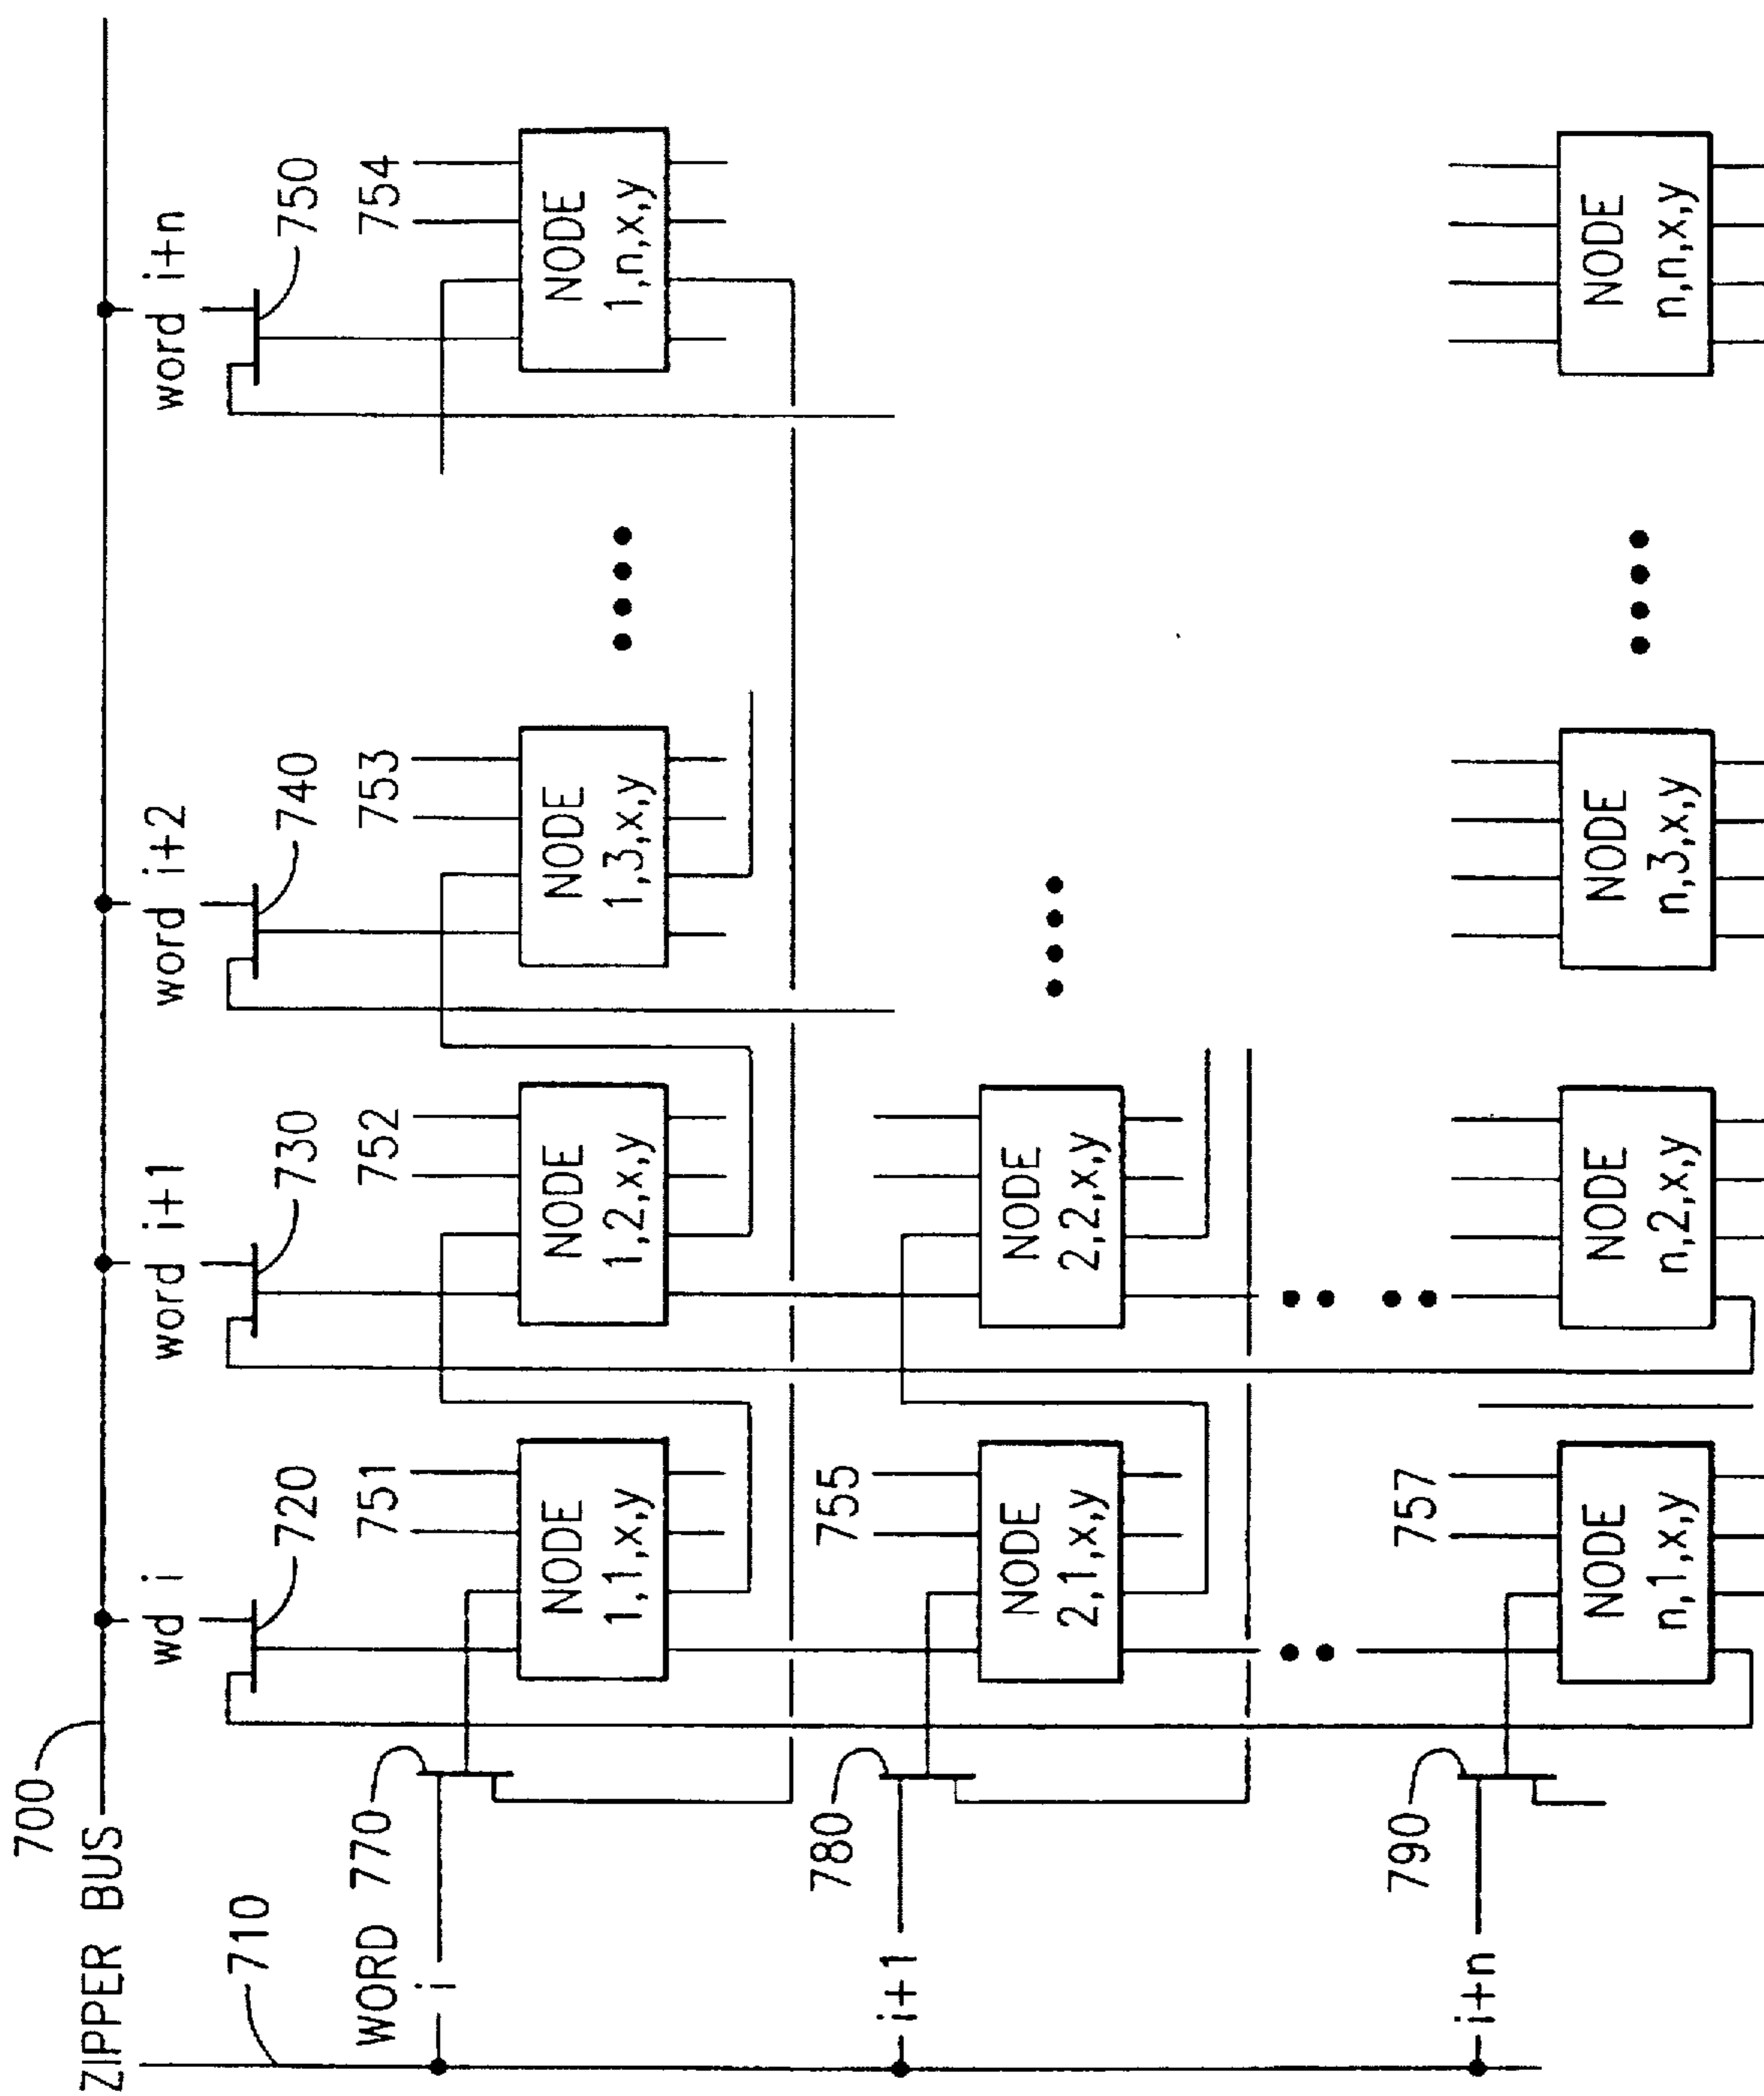 700
ZIPPER BUS
710
wd i
word i+1
word i+2
word i+n
720
730
740
750
WORD 770
i
751
752
753
754
NODE
1,1,x,y
NODE
1,2,x,y
NODE
1,3,x,y
NODE
1,n,x,y
780
i+1
755
NODE
2,1,x,y
NODE
2,2,x,y
790
i+n
757
NODE
n,1,x,y
NODE
n,2,x,y
NODE
n,3,x,y
NODE
n,n,x,y